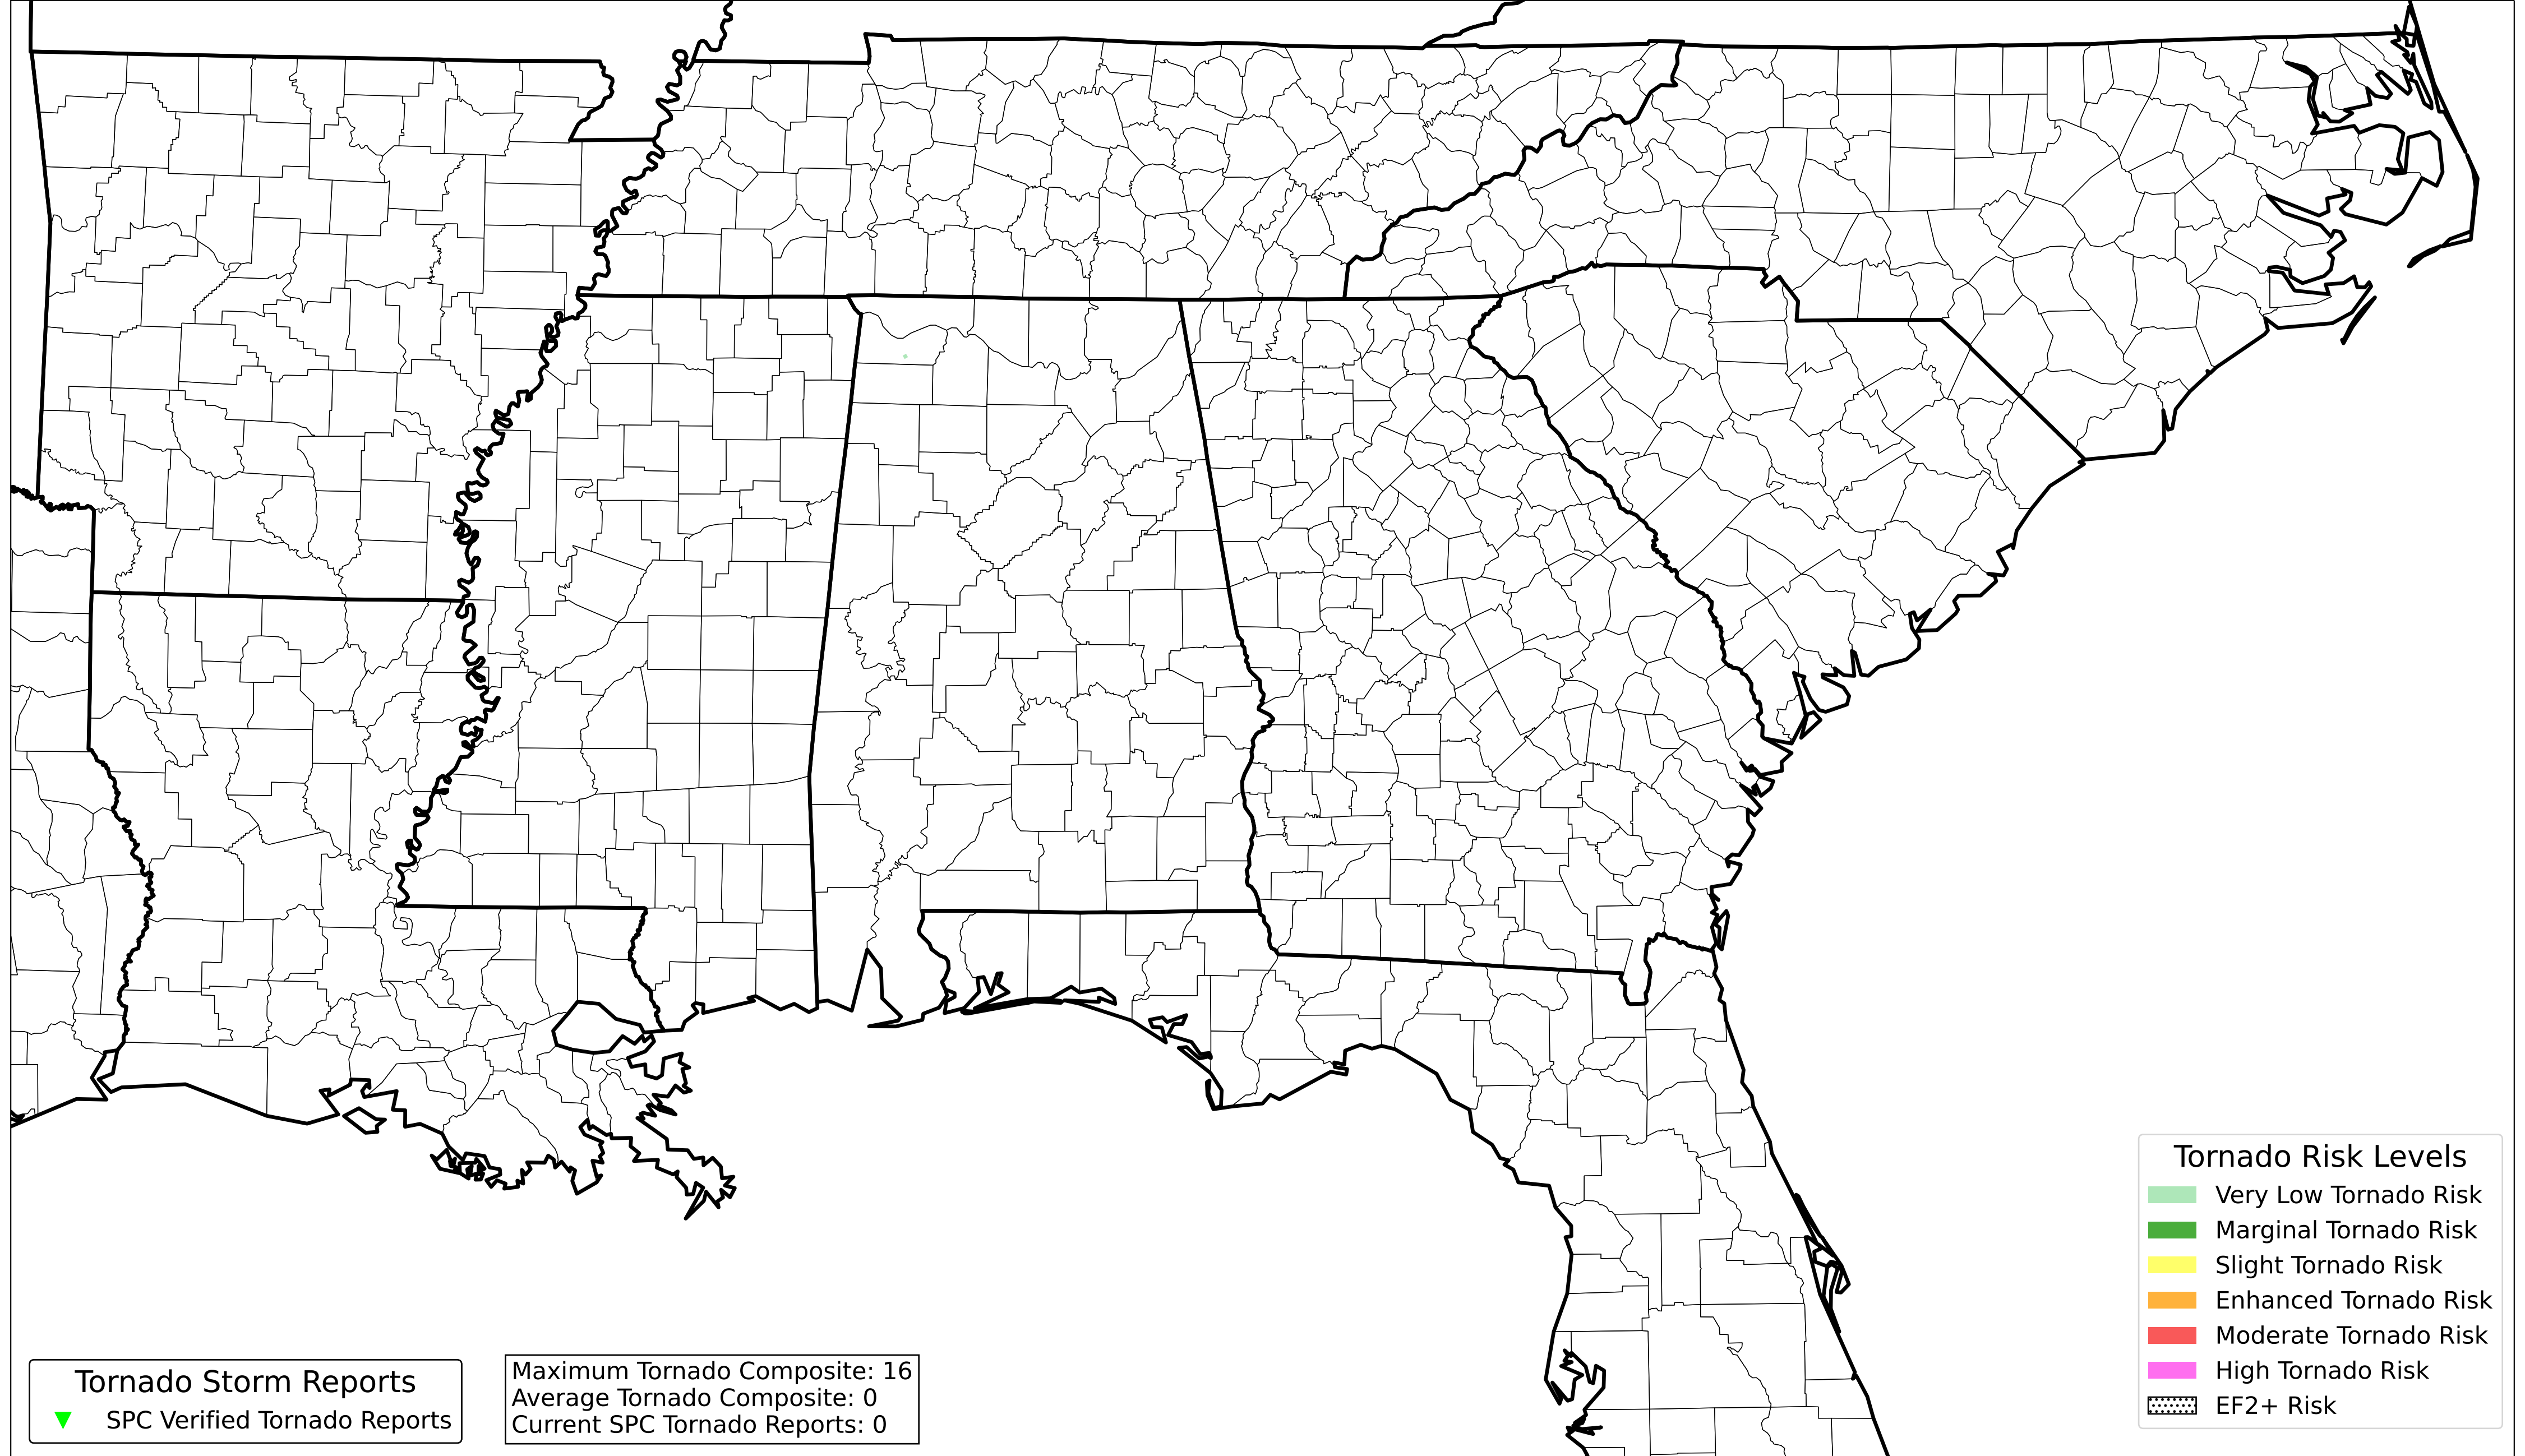 Tornado Storm Reports
SPC Verified Tornado Reports
Maximum Tornado Composite: 16
Average Tornado Composite: 0
Current SPC Tornado Reports: 0
Tornado Risk Levels
Very Low Tornado Risk
Marginal Tornado Risk
Slight Tornado Risk
Enhanced Tornado Risk
Moderate Tornado Risk
High Tornado Risk
EF2+ Risk